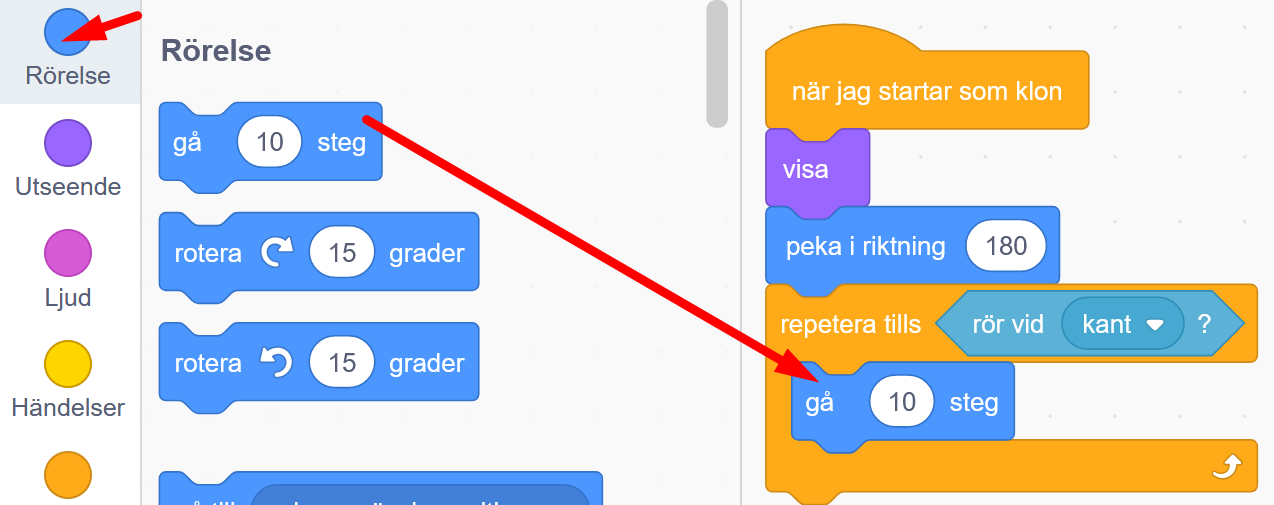 Rörelse
Utseende
Ljud
Händelser
Rörelse
gå 10 steg
rotera 15 grader
rotera 15 grader
när jag startar som klon
visa
peka i riktning 180
repetera tills rör vid kant ?
gå 10 steg